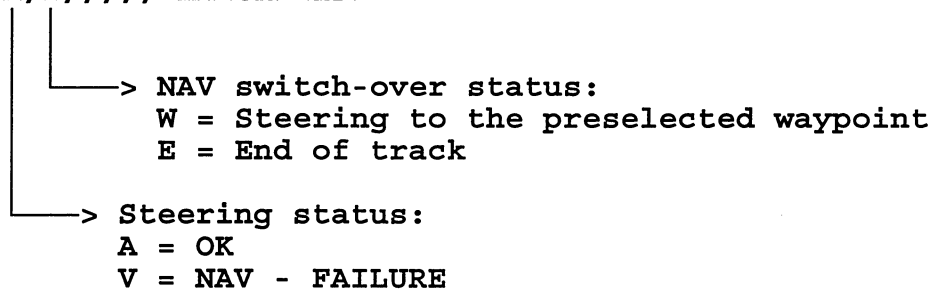 > NAV switch-over status:
W = Steering to the preselected waypoint
E = End of track
> Steering status:
A = OK
V = NAV - FAILURE